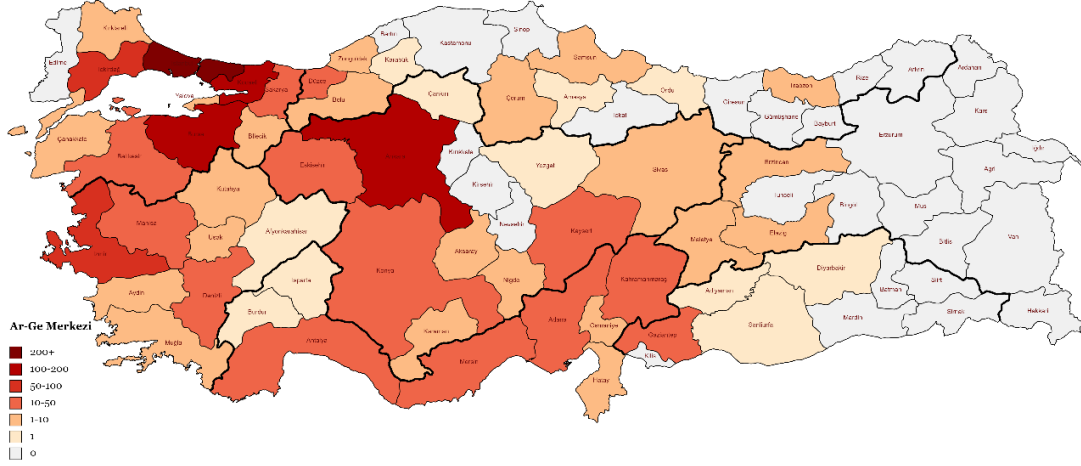 Kırklareli
Edirne
Tekirdağ
Yalova
Sakarya
Düzce
Zonguldak
Bartın
Karabük
Kastamonu
Sinop
Samsun
Bolu
Çankırı
Çorum
Amasya
Ordu
Tokat
Giresun
Gümüşhane
Bayburt
Trabzon
Rize
Artvin
Ardahan
Kars
Iğdır
Ağrı
Erzurum
Çanakkale
Balıkesir
Bursa
Bilecik
Eskişehir
Ankara
Kırıkkale
Kırşehir
Nevşehir
Yozgat
Sivas
Erzincan
Tunceli
Bingöl
Muş
Bitlis
Van
Kütahya
Manisa
Uşak
Afyonkarahisar
İzmir
Aydın
Denizli
Muğla
Isparta
Burdur
Antalya
Konya
Aksaray
Niğde
Kayseri
Karaman
Mersin
Adana
Osmaniye
Hatay
Kahramanmaraş
Gaziantep
Kilis
Malatya
Elazığ
Adıyaman
Şanlıurfa
Diyarbakır
Batman
Mardin
Siirt
Şırnak
Hakkari
Ar-Ge Merkezi
200+
100-200
50-100
10-50
1-10
1
0